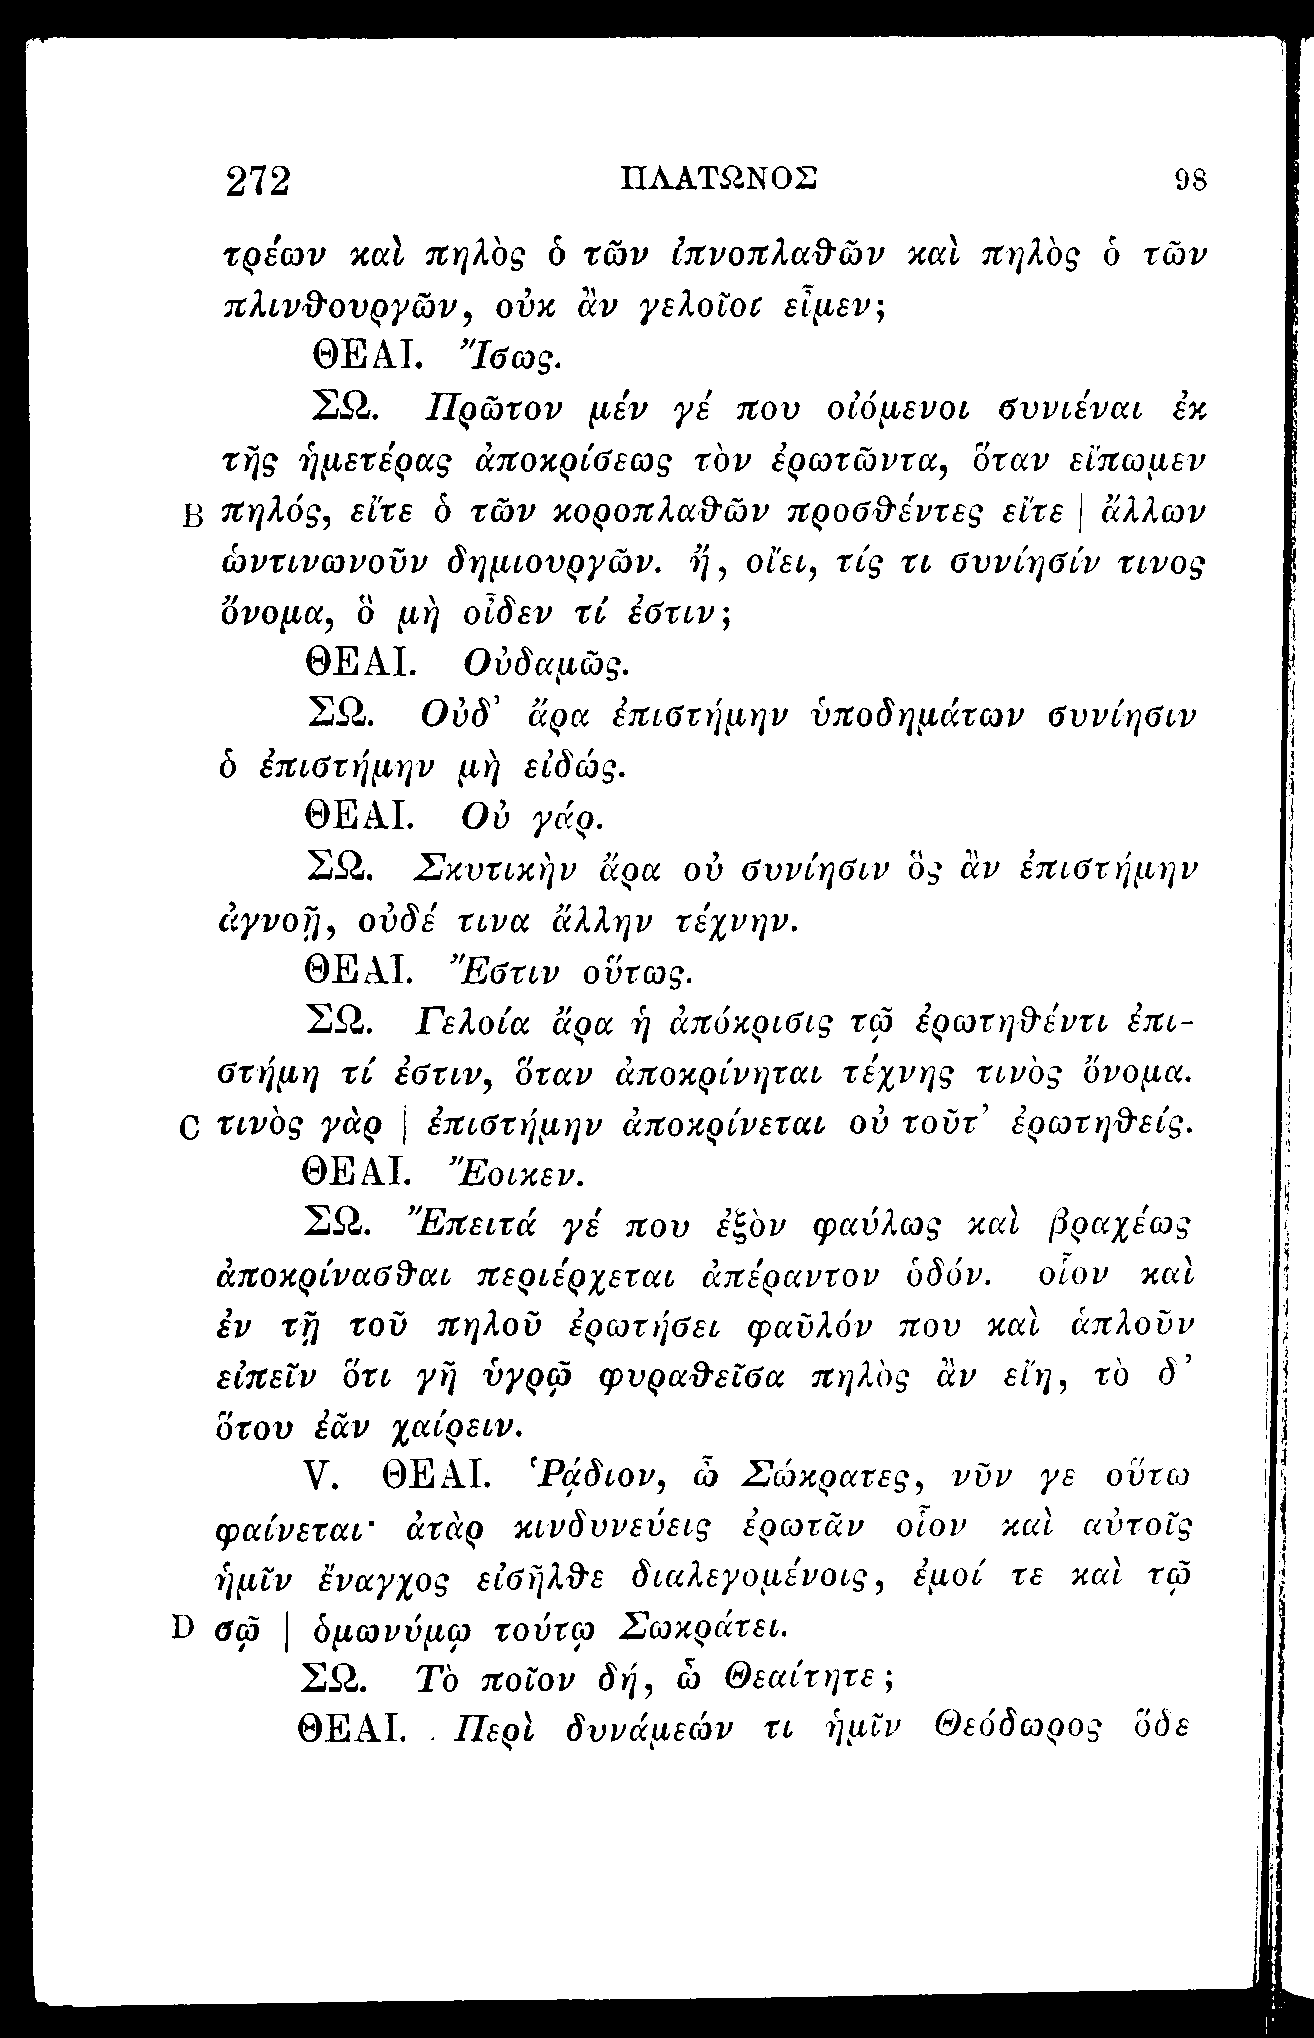 272 ΠΛΑΤΩΝΟΣ 98
τρέων καὶ πηλὸς ὁ τῶν ἰπνοπλαθῶν καὶ πηλὸς ὁ τῶν
πλινθουργῶν, οὐκ ἂν γελοῖοι εἶμεν;
ΘΕΑΙ. Ἴσως.
ΣΩ. Πρῶτον μέν γέ που οἰόμενοι συνιέναι ἐκ
τῆς ἡμετέρας ἀποκρίσεως τὸν ἐρωτῶντα, ὅταν εἴπωμεν
B πηλός, εἴτε ὁ τῶν κοροπλαθῶν προσθέντες εἴτε | ἄλλων
ὡντινωνοῦν δημιουργῶν. ἤ, οἴει, τίς τι συνίησίν τινος
ὄνομα, ὃ μὴ οἶδεν τί ἐστιν;
ΘΕΑΙ. Οὐδαμῶς.
ΣΩ. Οὐδ’ ἄρα ἐπιστήμην ὑποδημάτων συνίησιν
ὁ ἐπιστήμην μὴ εἰδώς.
ΘΕΑΙ. Οὐ γάρ.
ΣΩ. Σκυτικὴν ἄρα οὐ συνίησιν ὃς ἂν ἐπιστήμην
ἀγνοῇ, οὐδέ τινα ἄλλην τέχνην.
ΘΕΑΙ. Ἔστιν οὕτως.
ΣΩ. Γελοία ἄρα ἡ ἀπόκρισις τῷ ἐρωτηθέντι ἐπι-
στήμη τί ἐστιν, ὅταν ἀποκρίνηται τέχνης τινὸς ὄνομα.
C τινὸς γὰρ | ἐπιστήμην ἀποκρίνεται οὐ τοῦτ’ ἐρωτηθείς.
ΘΕΑΙ. Ἔοικεν.
ΣΩ. Ἔπειτά γέ που ἐξὸν φαύλως καὶ βραχέως
ἀποκρίνασθαι περιέρχεται ἀπέραντον ὁδόν. οἷον καὶ
ἐν τῇ τοῦ πηλοῦ ἐρωτήσει φαῦλόν που καὶ ἁπλοῦν
εἰπεῖν ὅτι γῆ ὑγρῷ φυραθεῖσα πηλὸς ἂν εἴη, τὸ δ’
ὅτου ἐᾶν χαίρειν.
V. ΘΕΑΙ. Ῥᾴδιον, ὦ Σώκρατες, νῦν γε οὕτω
φαίνεται· ἀτὰρ κινδυνεύεις ἐρωτᾶν οἷον καὶ αὐτοῖς
ἡμῖν ἔναγχος εἰσῆλθε διαλεγομένοις, ἐμοί τε καὶ τῷ
D σῷ | ὁμωνύμῳ τούτῳ Σωκράτει.
ΣΩ. Τὸ ποῖον δή, ὦ Θεαίτητε;
ΘΕΑΙ. Περὶ δυνάμεών τι ἡμῖν Θεόδωρος ὅδε